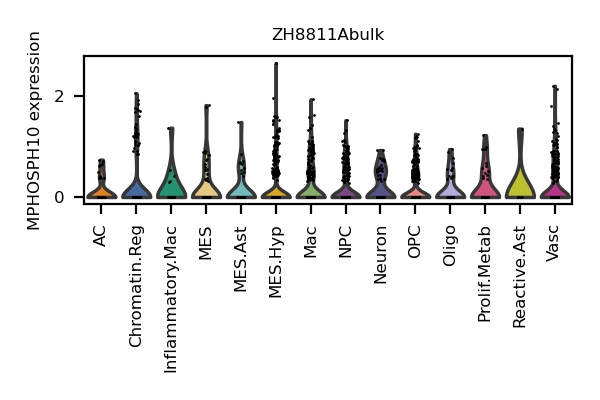 ZH8811Abulk
MPHOSPH10 expression
2
0
AC
Chromatin.Reg
Inflammatory.Mac
MES
MES.Ast
MES.Hyp
Mac
NPC
Neuron
OPC
Oligo
Prolif.Metab
Reactive.Ast
Vasc